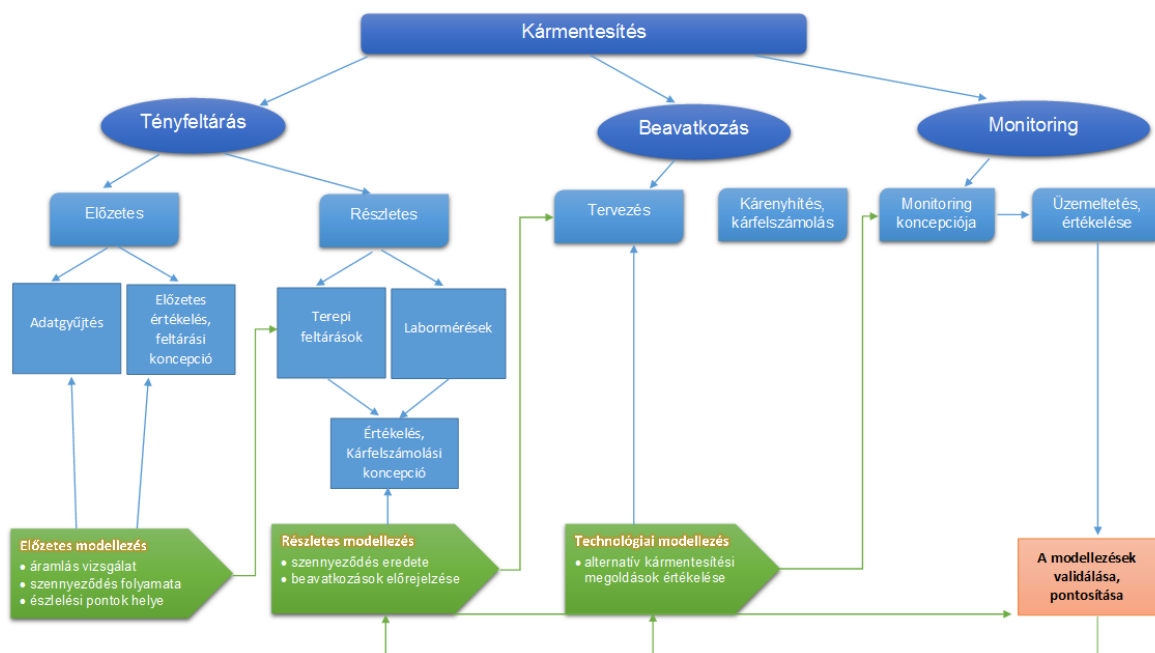 Kármentesítés
Tényfeltárás
Beavatkozás
Monitoring
Előzetes
Részletes
Tervezés
Kárenyhítés,
kárfelszámolás
Monitoring
koncepciója
Üzemeltetés,
értékelése
Adatgyűjtés
Előzetes
értékelés,
feltárási
koncepció
Terepi
feltárások
Labormérések
Értékelés,
Kárfelszámolási
koncepció
Előzetes modellezés
• áramlás vizsgálat
• szennyeződés folyamata
• észlelési pontok helye
Részletes modellezés
• szennyeződés eredete
• beavatkozások előrejelzése
Technológiai modellezés
• alternatív kármentesítési
megoldások értékelése
A modellezések
validálása,
pontosítása